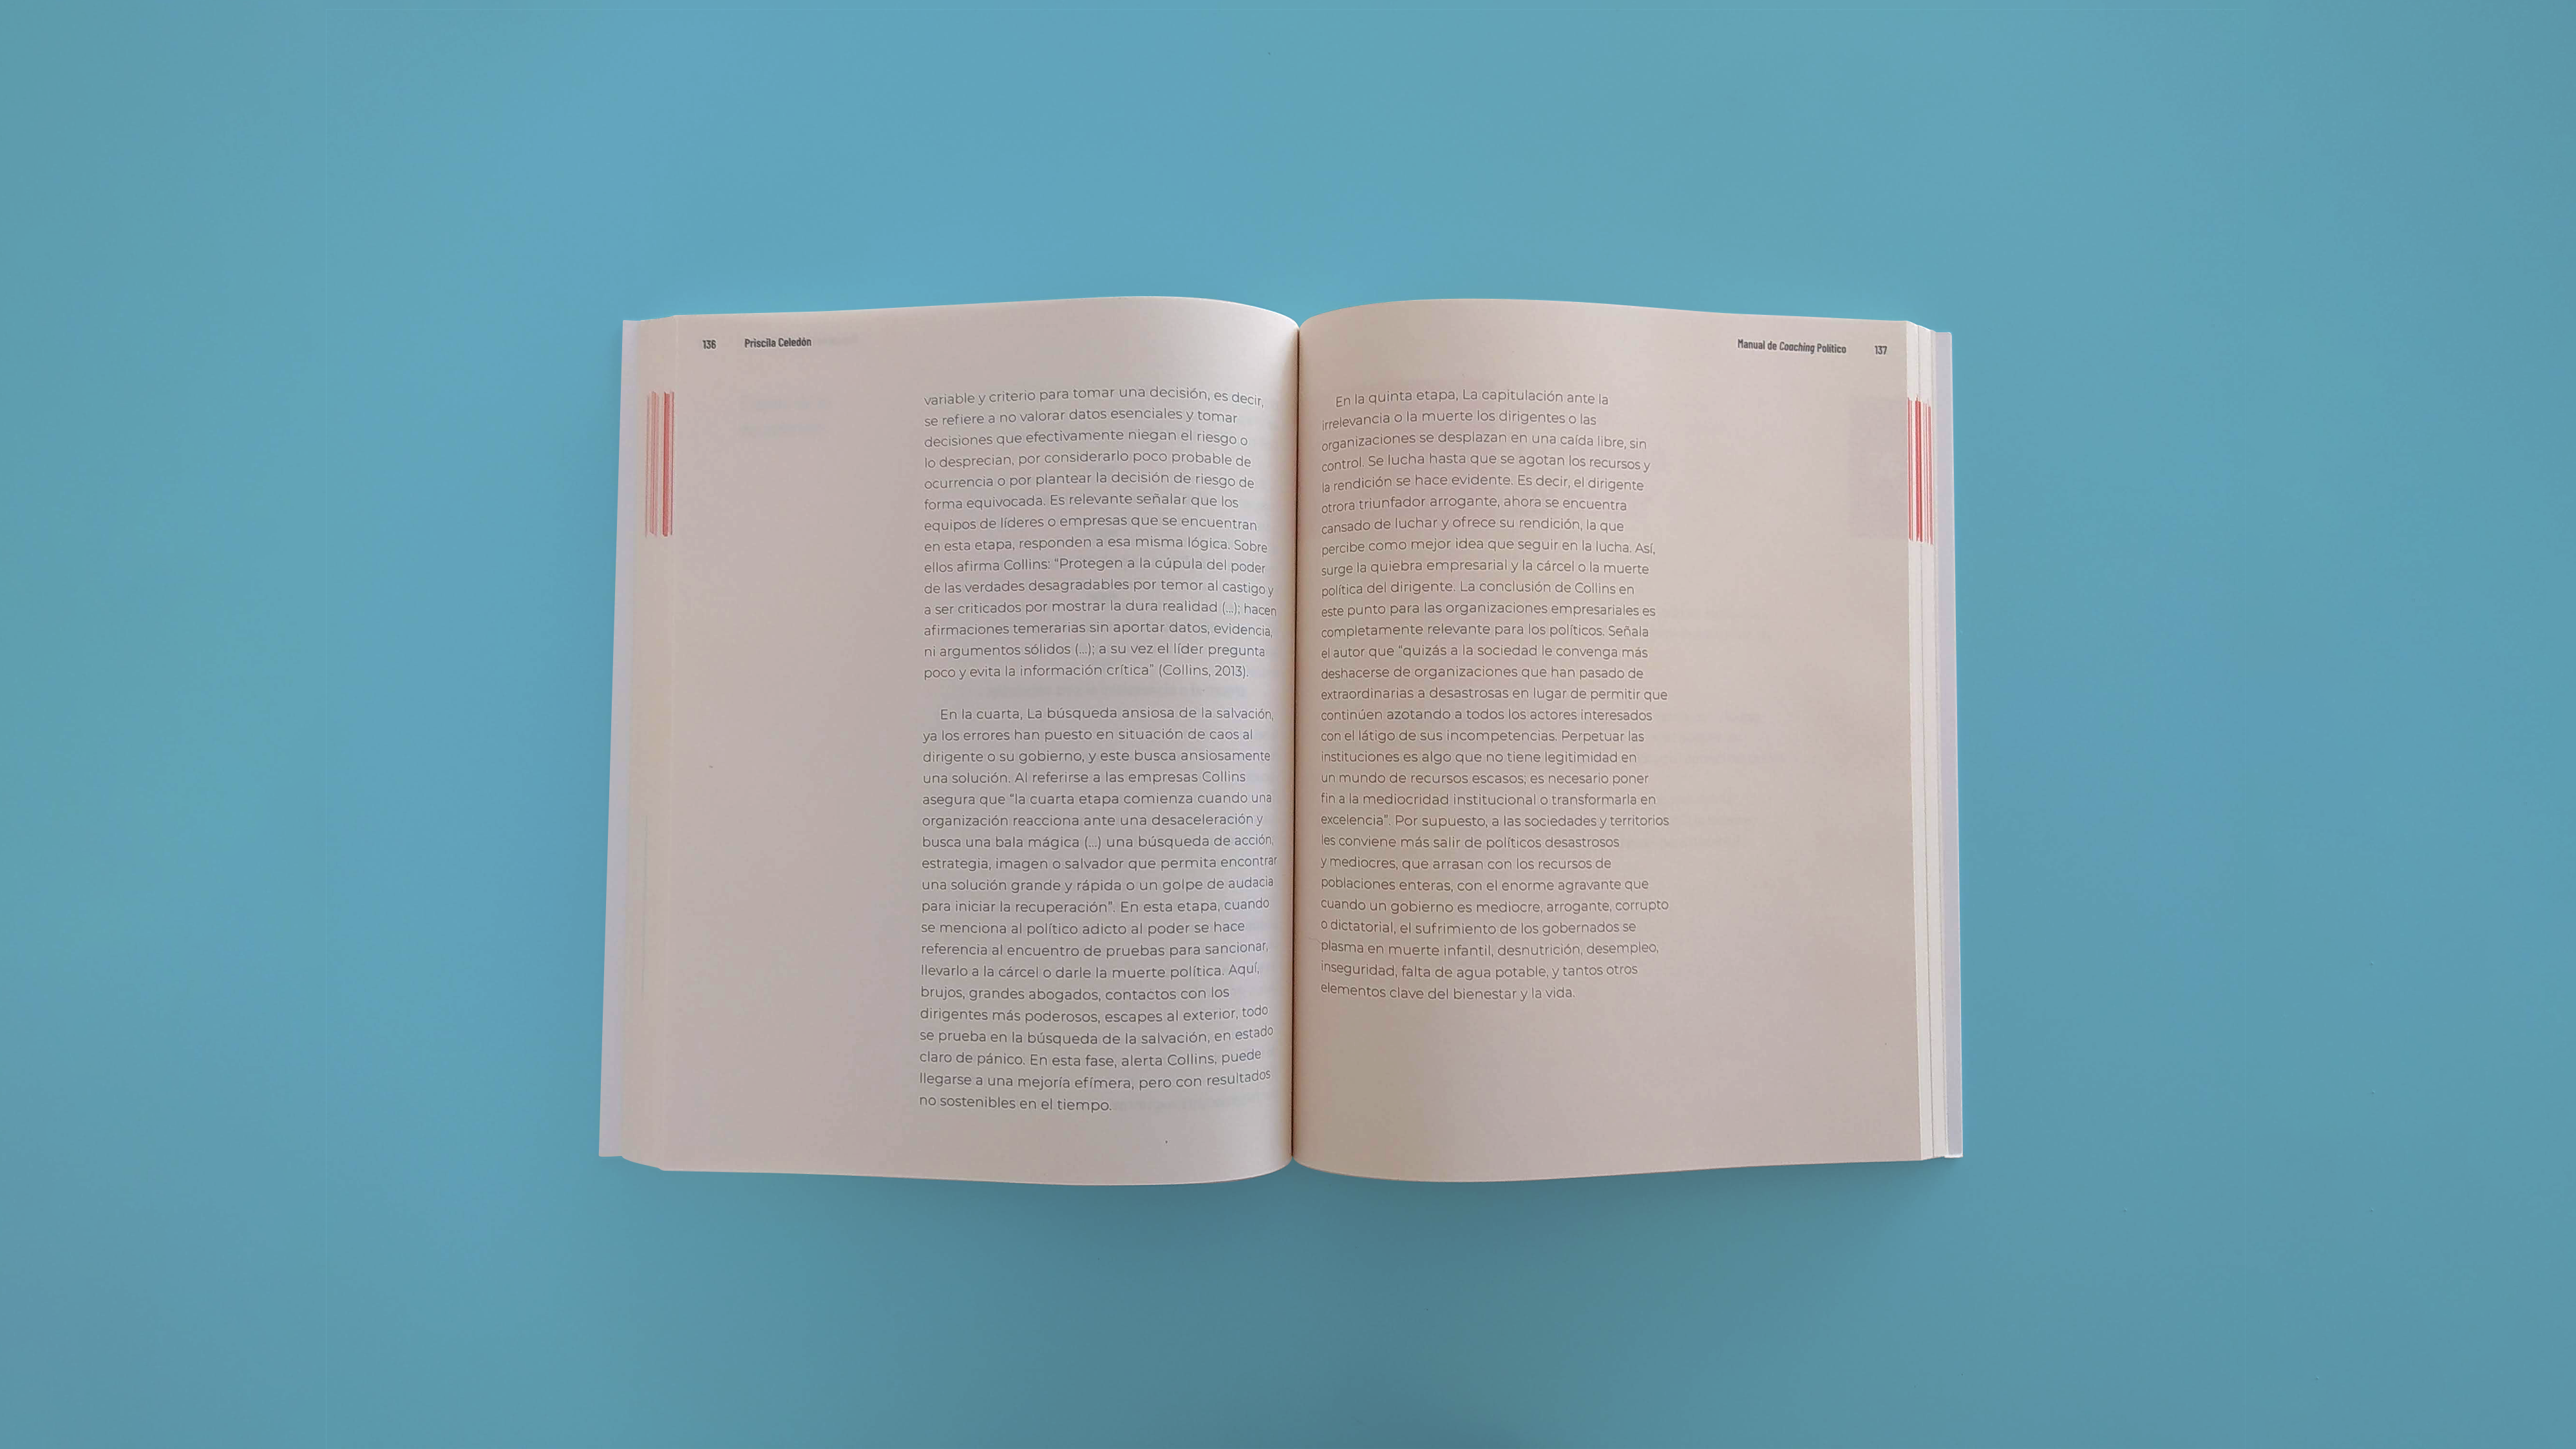 136 Priscila Celedón
variable y criterio para tomar una decisión, es decir,
se refiere a no valorar datos esenciales y tomar
decisiones que efectivamente niegan el riesgo o
lo desprecian, por considerarlo poco probable de
ocurrencia o por plantear la decisión de riesgo de
forma equivocada. Es relevante señalar que los
equipos de líderes o empresas que se encuentran
en esta etapa, responden a esa misma lógica. Sobre
ellos afirma Collins: “Protegen a la cúpula del poder
de las verdades desagradables por temor al castigo y
a ser criticados por mostrar la dura realidad (...); hacen
afirmaciones temerarias sin aportar datos, evidencia,
ni argumentos sólidos (...); a su vez el líder pregunta
poco y evita la información crítica” (Collins, 2013).
En la cuarta, La búsqueda ansiosa de la salvación,
ya los errores han puesto en situación de caos al
dirigente o su gobierno, y este busca ansiosamente
una solución. Al referirse a las empresas Collins
asegura que “la cuarta etapa comienza cuando una
organización reacciona ante una desaceleración y
busca una bala mágica (...) una búsqueda de acción,
estrategia, imagen o salvador que permita encontrar
una solución grande y rápida o un golpe de audacia
para iniciar la recuperación”. En esta etapa, cuando
se menciona al político adicto al poder se hace
referencia al encuentro de pruebas para sancionar,
llevarlo a la cárcel o darle la muerte política. Aquí,
brujos, grandes abogados, contactos con los
dirigentes más poderosos, escapes al exterior, todo
se prueba en la búsqueda de la salvación, en estado
claro de pánico. En esta fase, alerta Collins, puede
llegarse a una mejoría efímera, pero con resultados
no sostenibles en el tiempo.
Manual de Coaching Político 137
En la quinta etapa, La capitulación ante la
irrelevancia o la muerte los dirigentes o las
organizaciones se desplazan en una caída libre, sin
control. Se lucha hasta que se agotan los recursos y
la rendición se hace evidente. Es decir, el dirigente
otrora triunfador arrogante, ahora se encuentra
cansado de luchar y ofrece su rendición, la que
percibe como mejor idea que seguir en la lucha. Así,
surge la quiebra empresarial y la cárcel o la muerte
política del dirigente. La conclusión de Collins en
este punto para las organizaciones empresariales es
completamente relevante para los políticos. Señala
el autor que “quizás a la sociedad le convenga más
deshacerse de organizaciones que han pasado de
extraordinarias a desastrosas en lugar de permitir que
continúen azotando a todos los actores interesados
con el látigo de sus incompetencias. Perpetuar las
instituciones es algo que no tiene legitimidad en
un mundo de recursos escasos; es necesario poner
fin a la mediocridad institucional o transformarla en
excelencia”. Por supuesto, a las sociedades y territorios
les conviene más salir de políticos desastrosos
y mediocres, que arrasan con los recursos de
poblaciones enteras, con el enorme agravante que
cuando un gobierno es mediocre, arrogante, corrupto
o dictatorial, el sufrimiento de los gobernados se
plasma en muerte infantil, desnutrición, desempleo,
inseguridad, falta de agua potable, y tantos otros
elementos clave del bienestar y la vida.